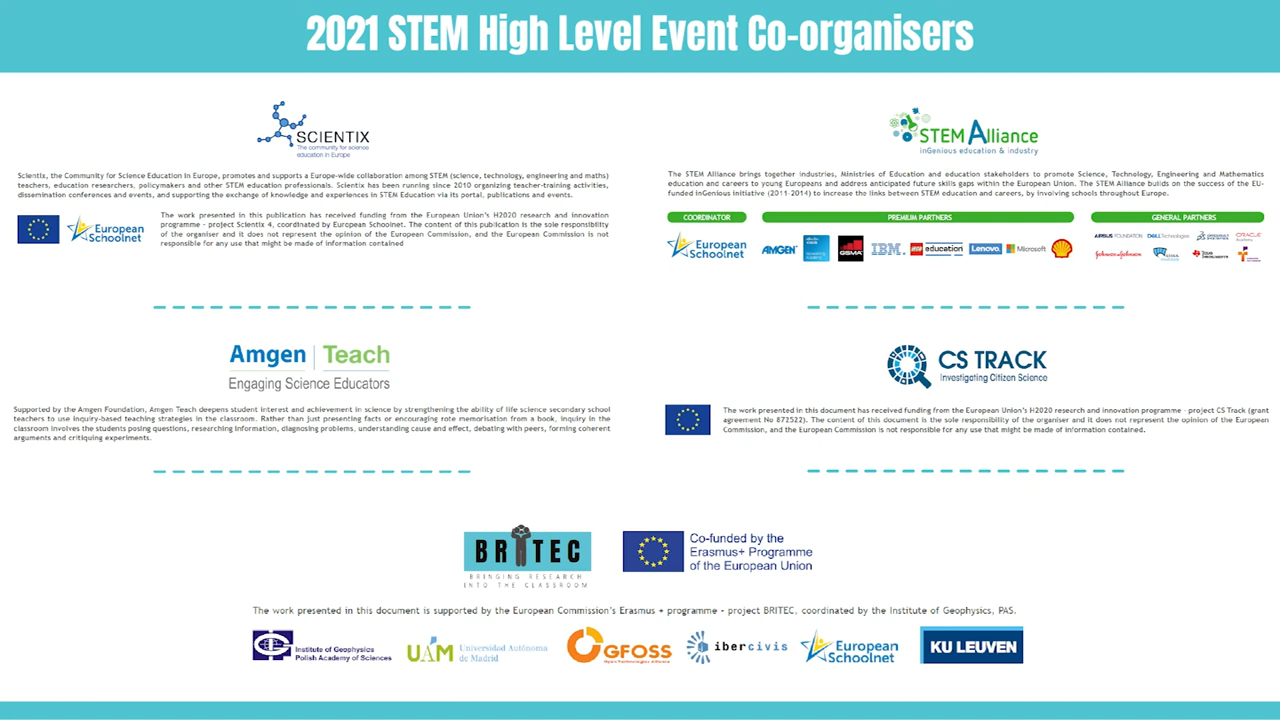 2021 STEM High Level Event Co-organisers
SCIENTIX
The community for science
education in Europe
Scientix, the Community for Science Education in Europe, promotes and supports a Europe-wide collaboration among STEM (science, technology, engineering and maths)
teachers, education researchers, policymakers and other STEM education professionals. Scientix has been running since 2010 organizing teacher-training activities,
dissemination conferences and events, and supporting the exchange of knowledge and experiences in STEM Education via its portal, publications and events.
European
Schoolnet
The work presented in this publication has received funding from the European Union's H2020 research and innovation
programme - project Scientix 4, coordinated by European Schoolnet. The content of this publication is the sole responsibility
of the organiser and it does not represent the opinion of the European Commission, and the European Commission is not
responsible for any use that might be made of information contained
STEM Alliance
inGenious education & industry
The STEM Alliance brings together industries, Ministries of Education and education stakeholders to promote Science, Technology, Engineering and Mathematics
education and careers to young Europeans and address anticipated future skills gaps within the European Union. The STEM Alliance builds on the success of the EU-
funded inGenious initiative (2011-2014) to increase the links between STEM education and careers, by involving schools throughout Europe.
COORDINATOR PREMIUM PARTNERS GENERAL PARTNERS
European
Schoolnet
AMGEN GSMA IBM LEGO education Lenovo Microsoft
AIRBUS FOUNDATION DELL Technologies DASSAULT SYSTEMES ORACLE Academy
Johnson & Johnson TEXAS INSTRUMENTS
Amgen Teach
Engaging Science Educators
Supported by the Amgen Foundation, Amgen Teach deepens student interest and achievement in science by strengthening the ability of life science secondary school
teachers to use inquiry-based teaching strategies in the classroom. Rather than just presenting facts or encouraging rote memorisation from a book, inquiry in the
classroom involves the students posing questions, researching information, diagnosing problems, understanding cause and effect, debating with peers, forming coherent
arguments and critiquing experiments.
CS TRACK
Investigating Citizen Science
The work presented in this document has received funding from the European Union's H2020 research and innovation programme - project CS Track (grant
agreement No 872522). The content of this document is the sole responsibility of the organiser and it does not represent the opinion of the European
Commission, and the European Commission is not responsible for any use that might be made of information contained.
BRITEC
BRINGING RESEARCH
INTO THE CLASSROOM
Co-funded by the
Erasmus+ Programme
of the European Union
The work presented in this document is supported by the European Commission's Erasmus + programme - project BRITEC, coordinated by the Institute of Geophysics, PAS.
Institute of Geophysics
Polish Academy of Sciences
UAM Universidad Autónoma
de Madrid
GFOSS
Open Technologies Alliance
ibercivis
European
Schoolnet
KU LEUVEN